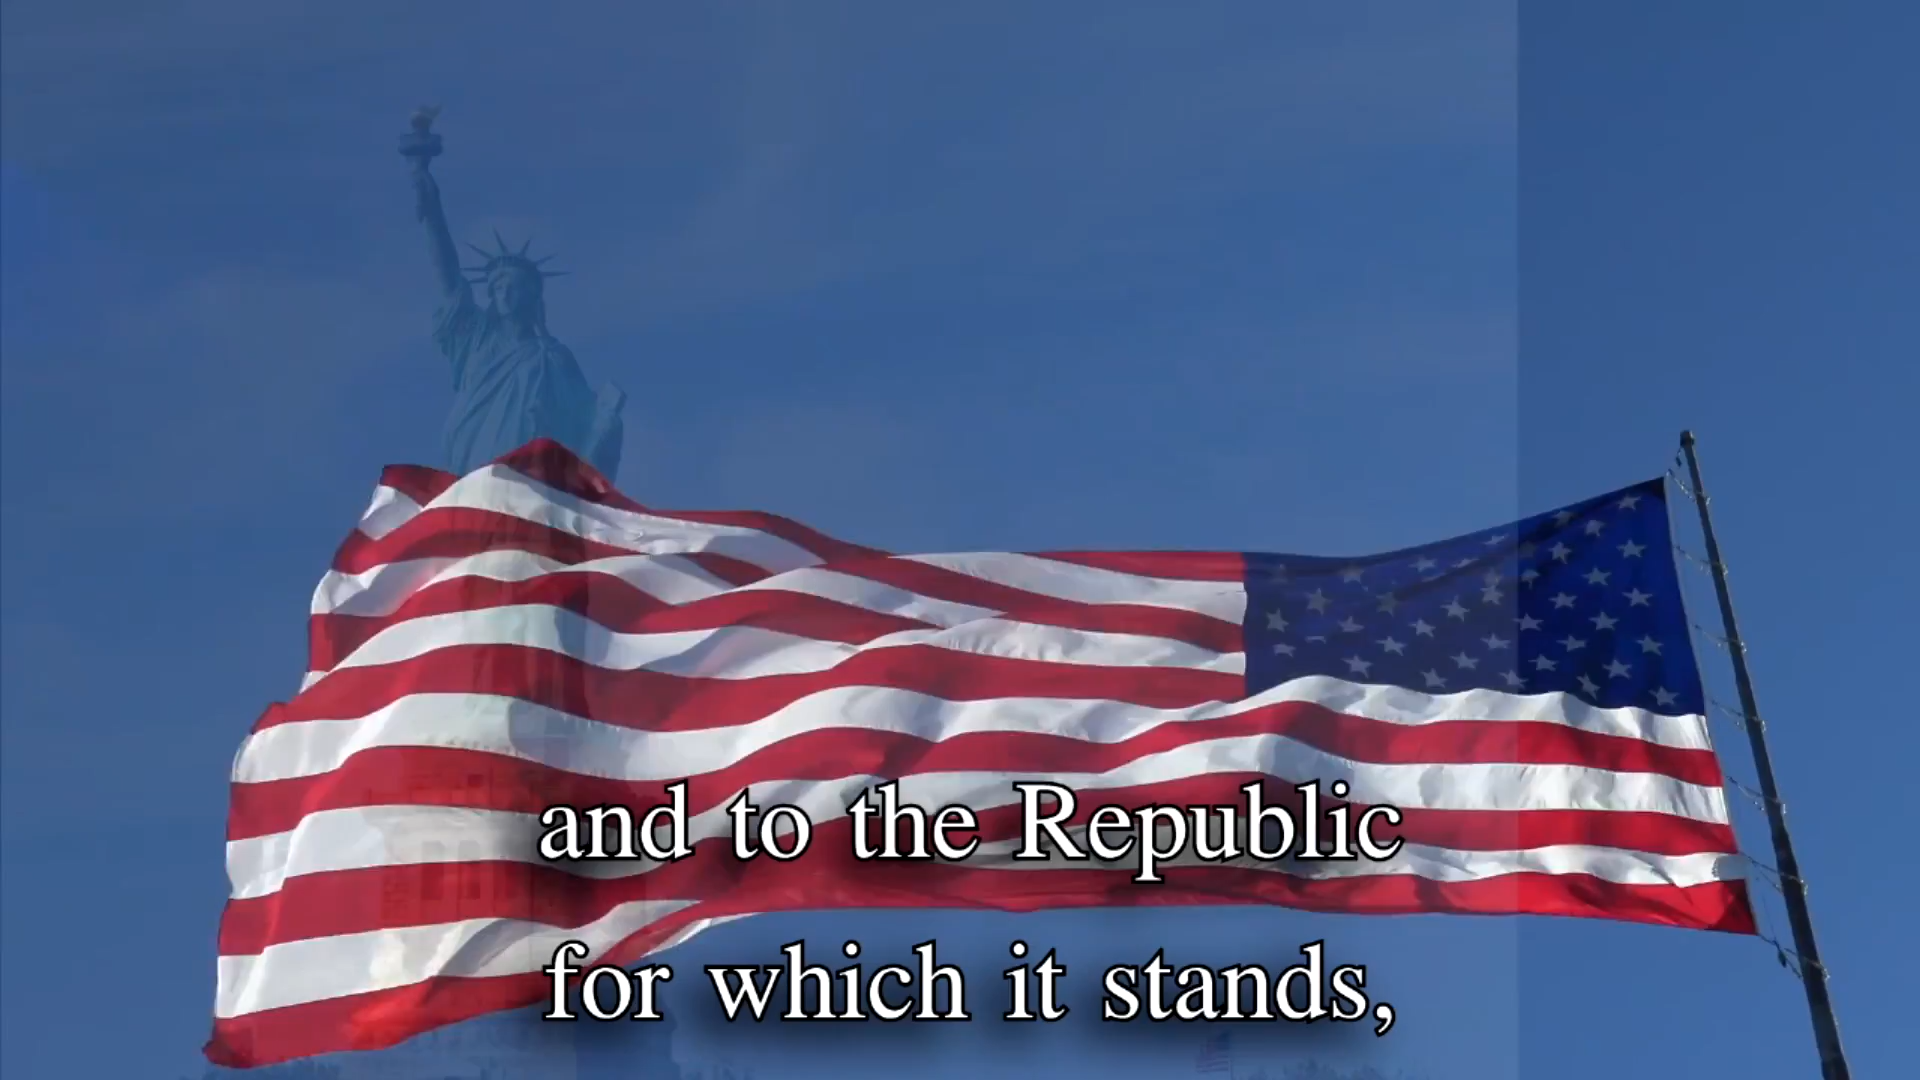 and to the Republic
for which it stands,